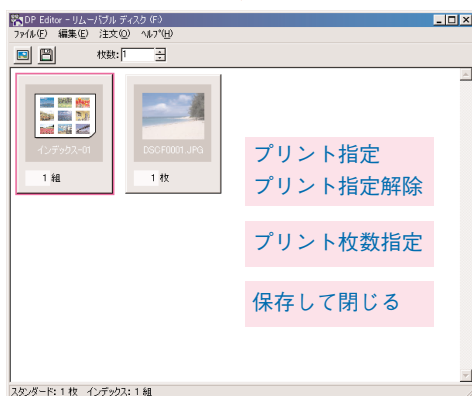 DP Editor - リムーバブル ディスク (F:)
ファイル(F) 編集(E) 注文(O) ヘルプ(H)
枚数: 1
インデックス-01
DSCF0001.JPG
1 組
1 枚
プリント指定
プリント指定解除
プリント枚数指定
保存して閉じる
スタンダード: 1 枚 インデックス: 1 組